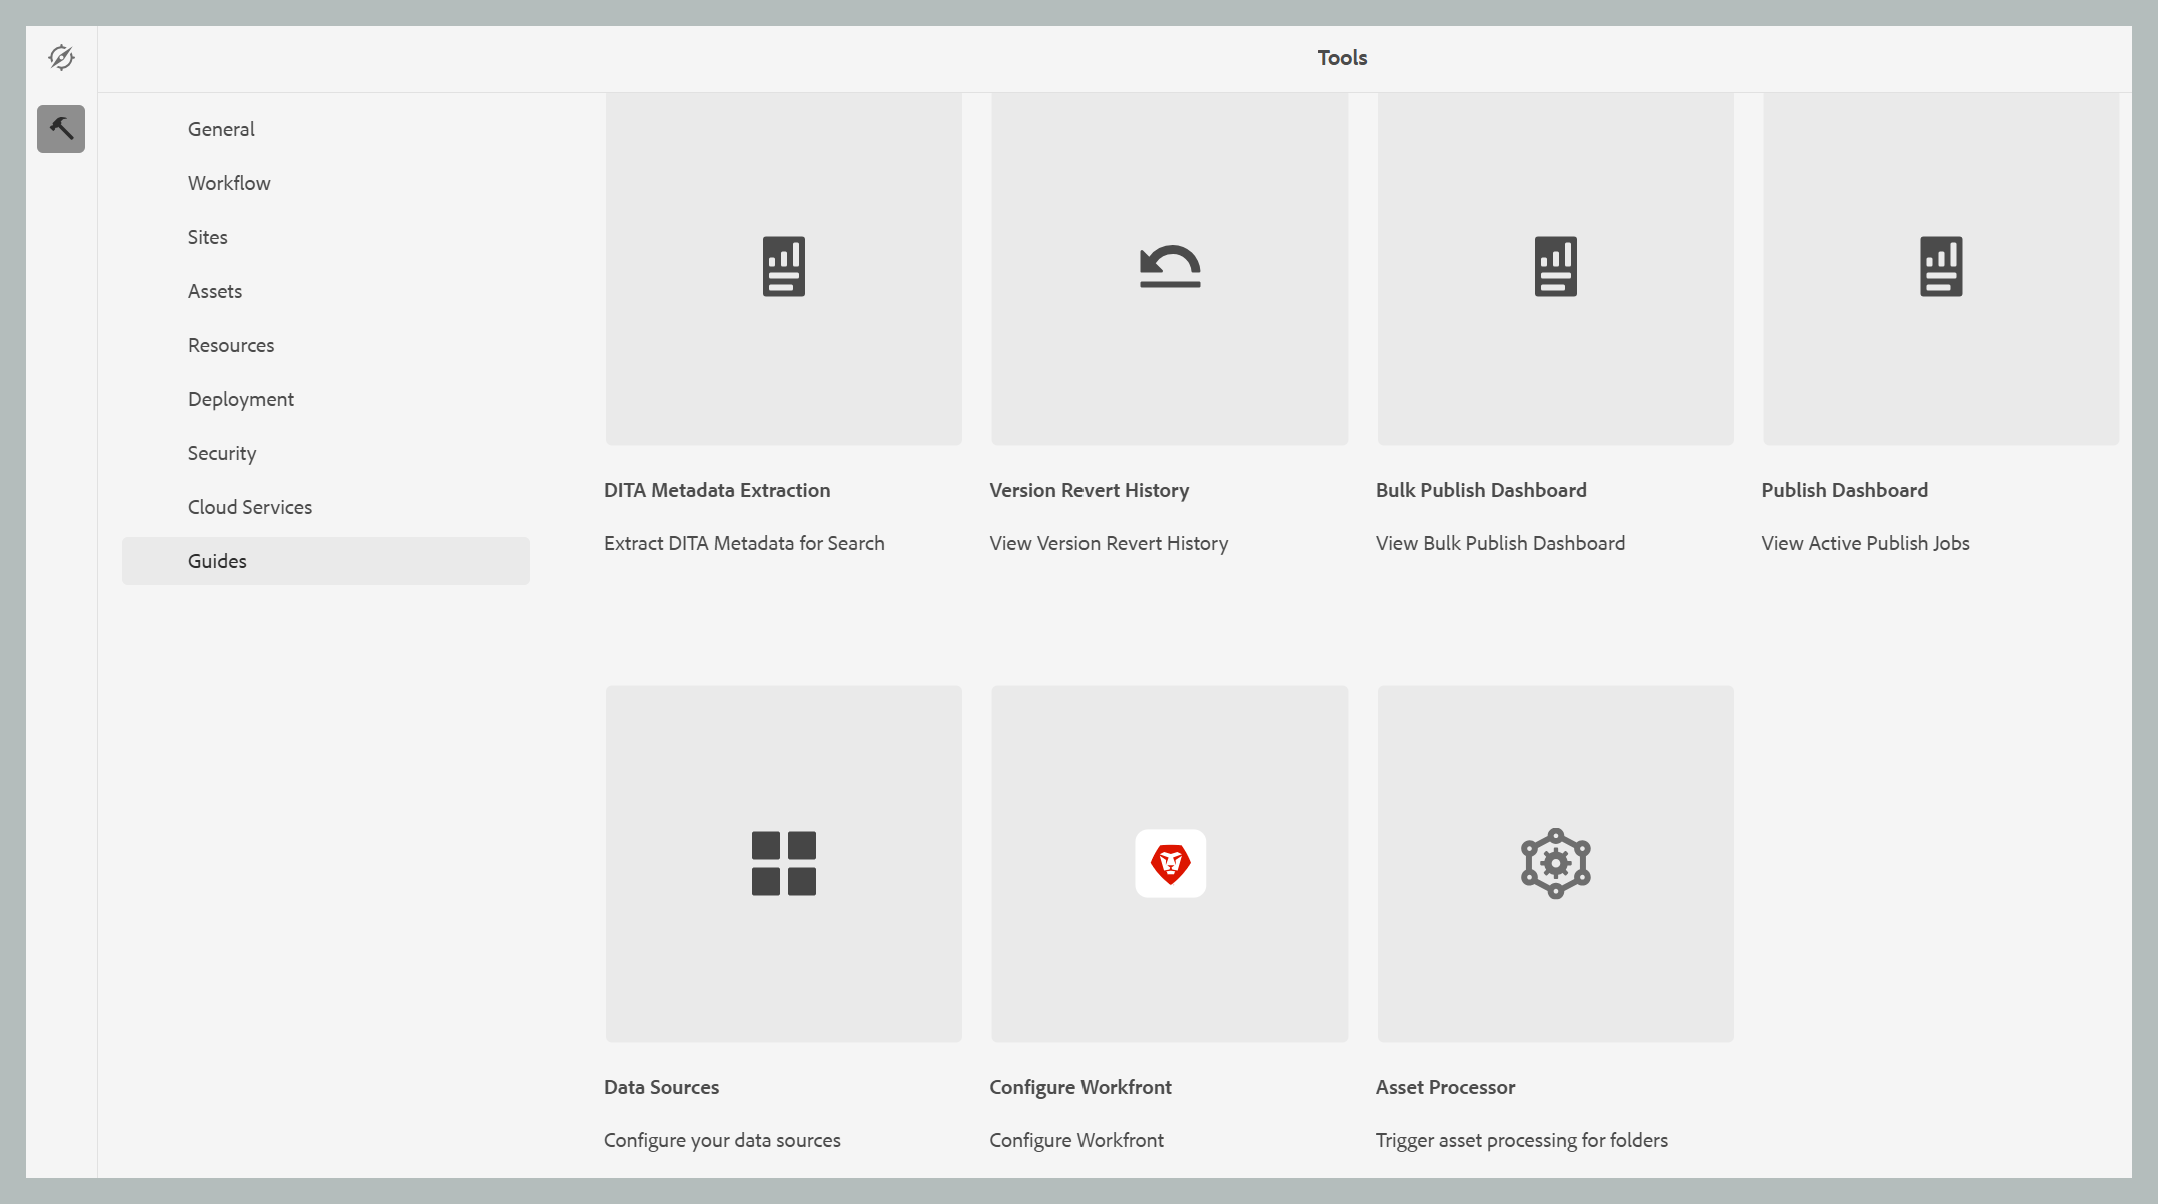 Tools
General
Workflow
Sites
Assets
Resources
Deployment
Security
Cloud Services
Guides
DITA Metadata Extraction
Extract DITA Metadata for Search
Version Revert History
View Version Revert History
Bulk Publish Dashboard
View Bulk Publish Dashboard
Publish Dashboard
View Active Publish Jobs
Data Sources
Configure your data sources
Configure Workfront
Configure Workfront
Asset Processor
Trigger asset processing for folders